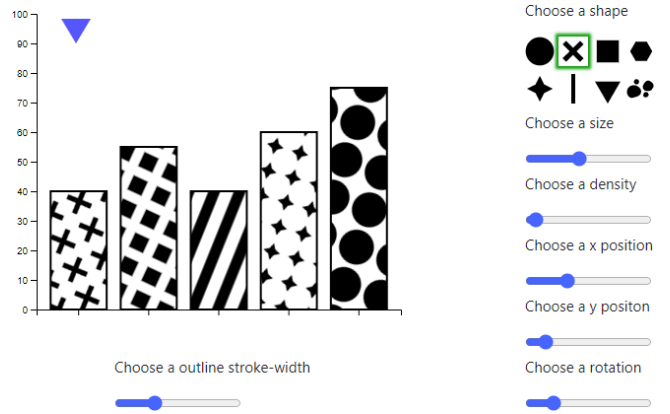 100
90
80
70
60
50
40
30
20
10
0
Choose a outline stroke-width
Choose a shape
Choose a size
Choose a density
Choose a x position
Choose a y positon
Choose a rotation